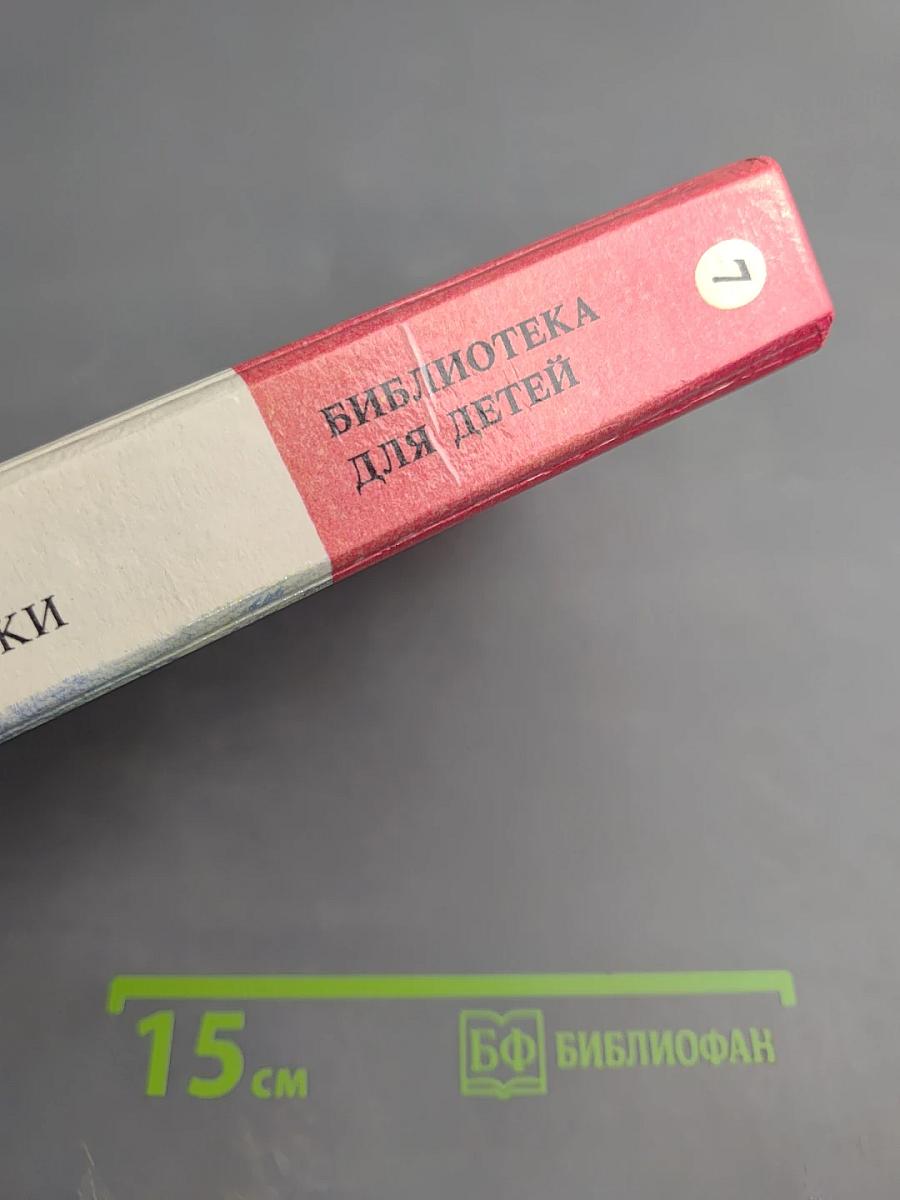 7
БИБЛИОТЕКА
ДЛЯ ДЕТЕЙ
КИ
15 см
БФ БИБЛИОФАН